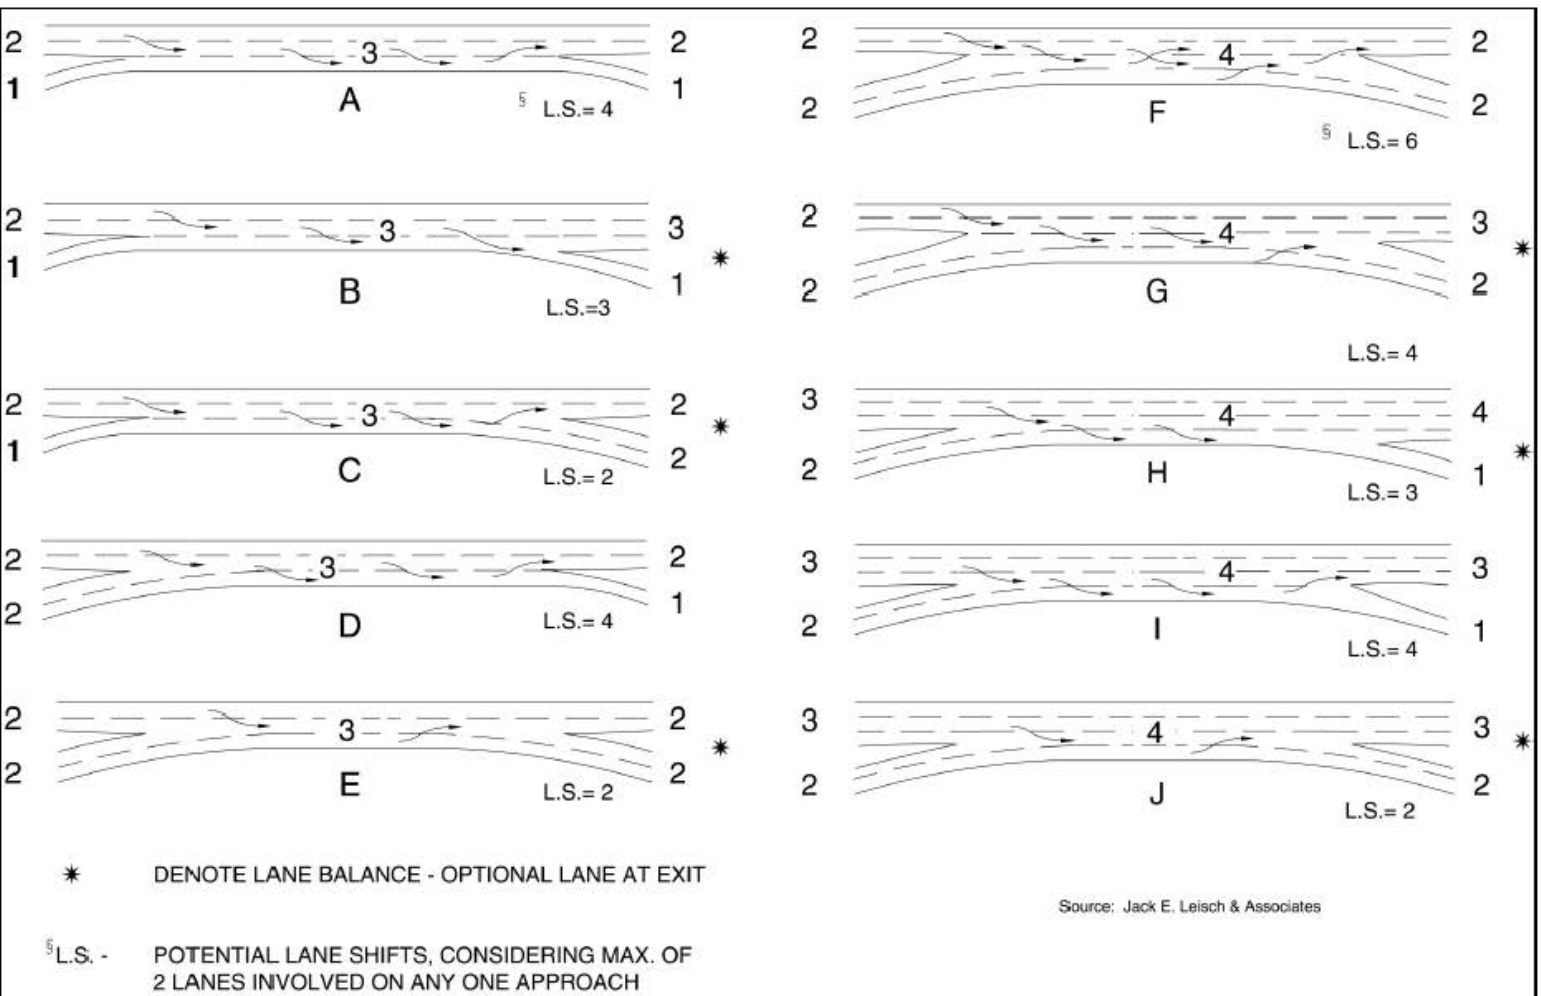 2 3 2
1 1
A
§ L.S.= 4
2 3 3
1 1
✷
B
L.S.=3
2 3 2
1 2
✷
C
L.S.= 2
2 3 2
2 1
D
L.S.= 4
2 3 2
2 2
✷
E
L.S.= 2
2 4 2
2 2
F
§ L.S.= 6
2 4 3
2 2
✷
G
L.S.= 4
3 4 4
2 1
✷
H
L.S.= 3
3 4 3
2 1
I
L.S.= 4
3 4 3
2 2
✷
J
L.S.= 2
✷ DENOTE LANE BALANCE - OPTIONAL LANE AT EXIT
Source: Jack E. Leisch & Associates
§L.S. - POTENTIAL LANE SHIFTS, CONSIDERING MAX. OF
2 LANES INVOLVED ON ANY ONE APPROACH